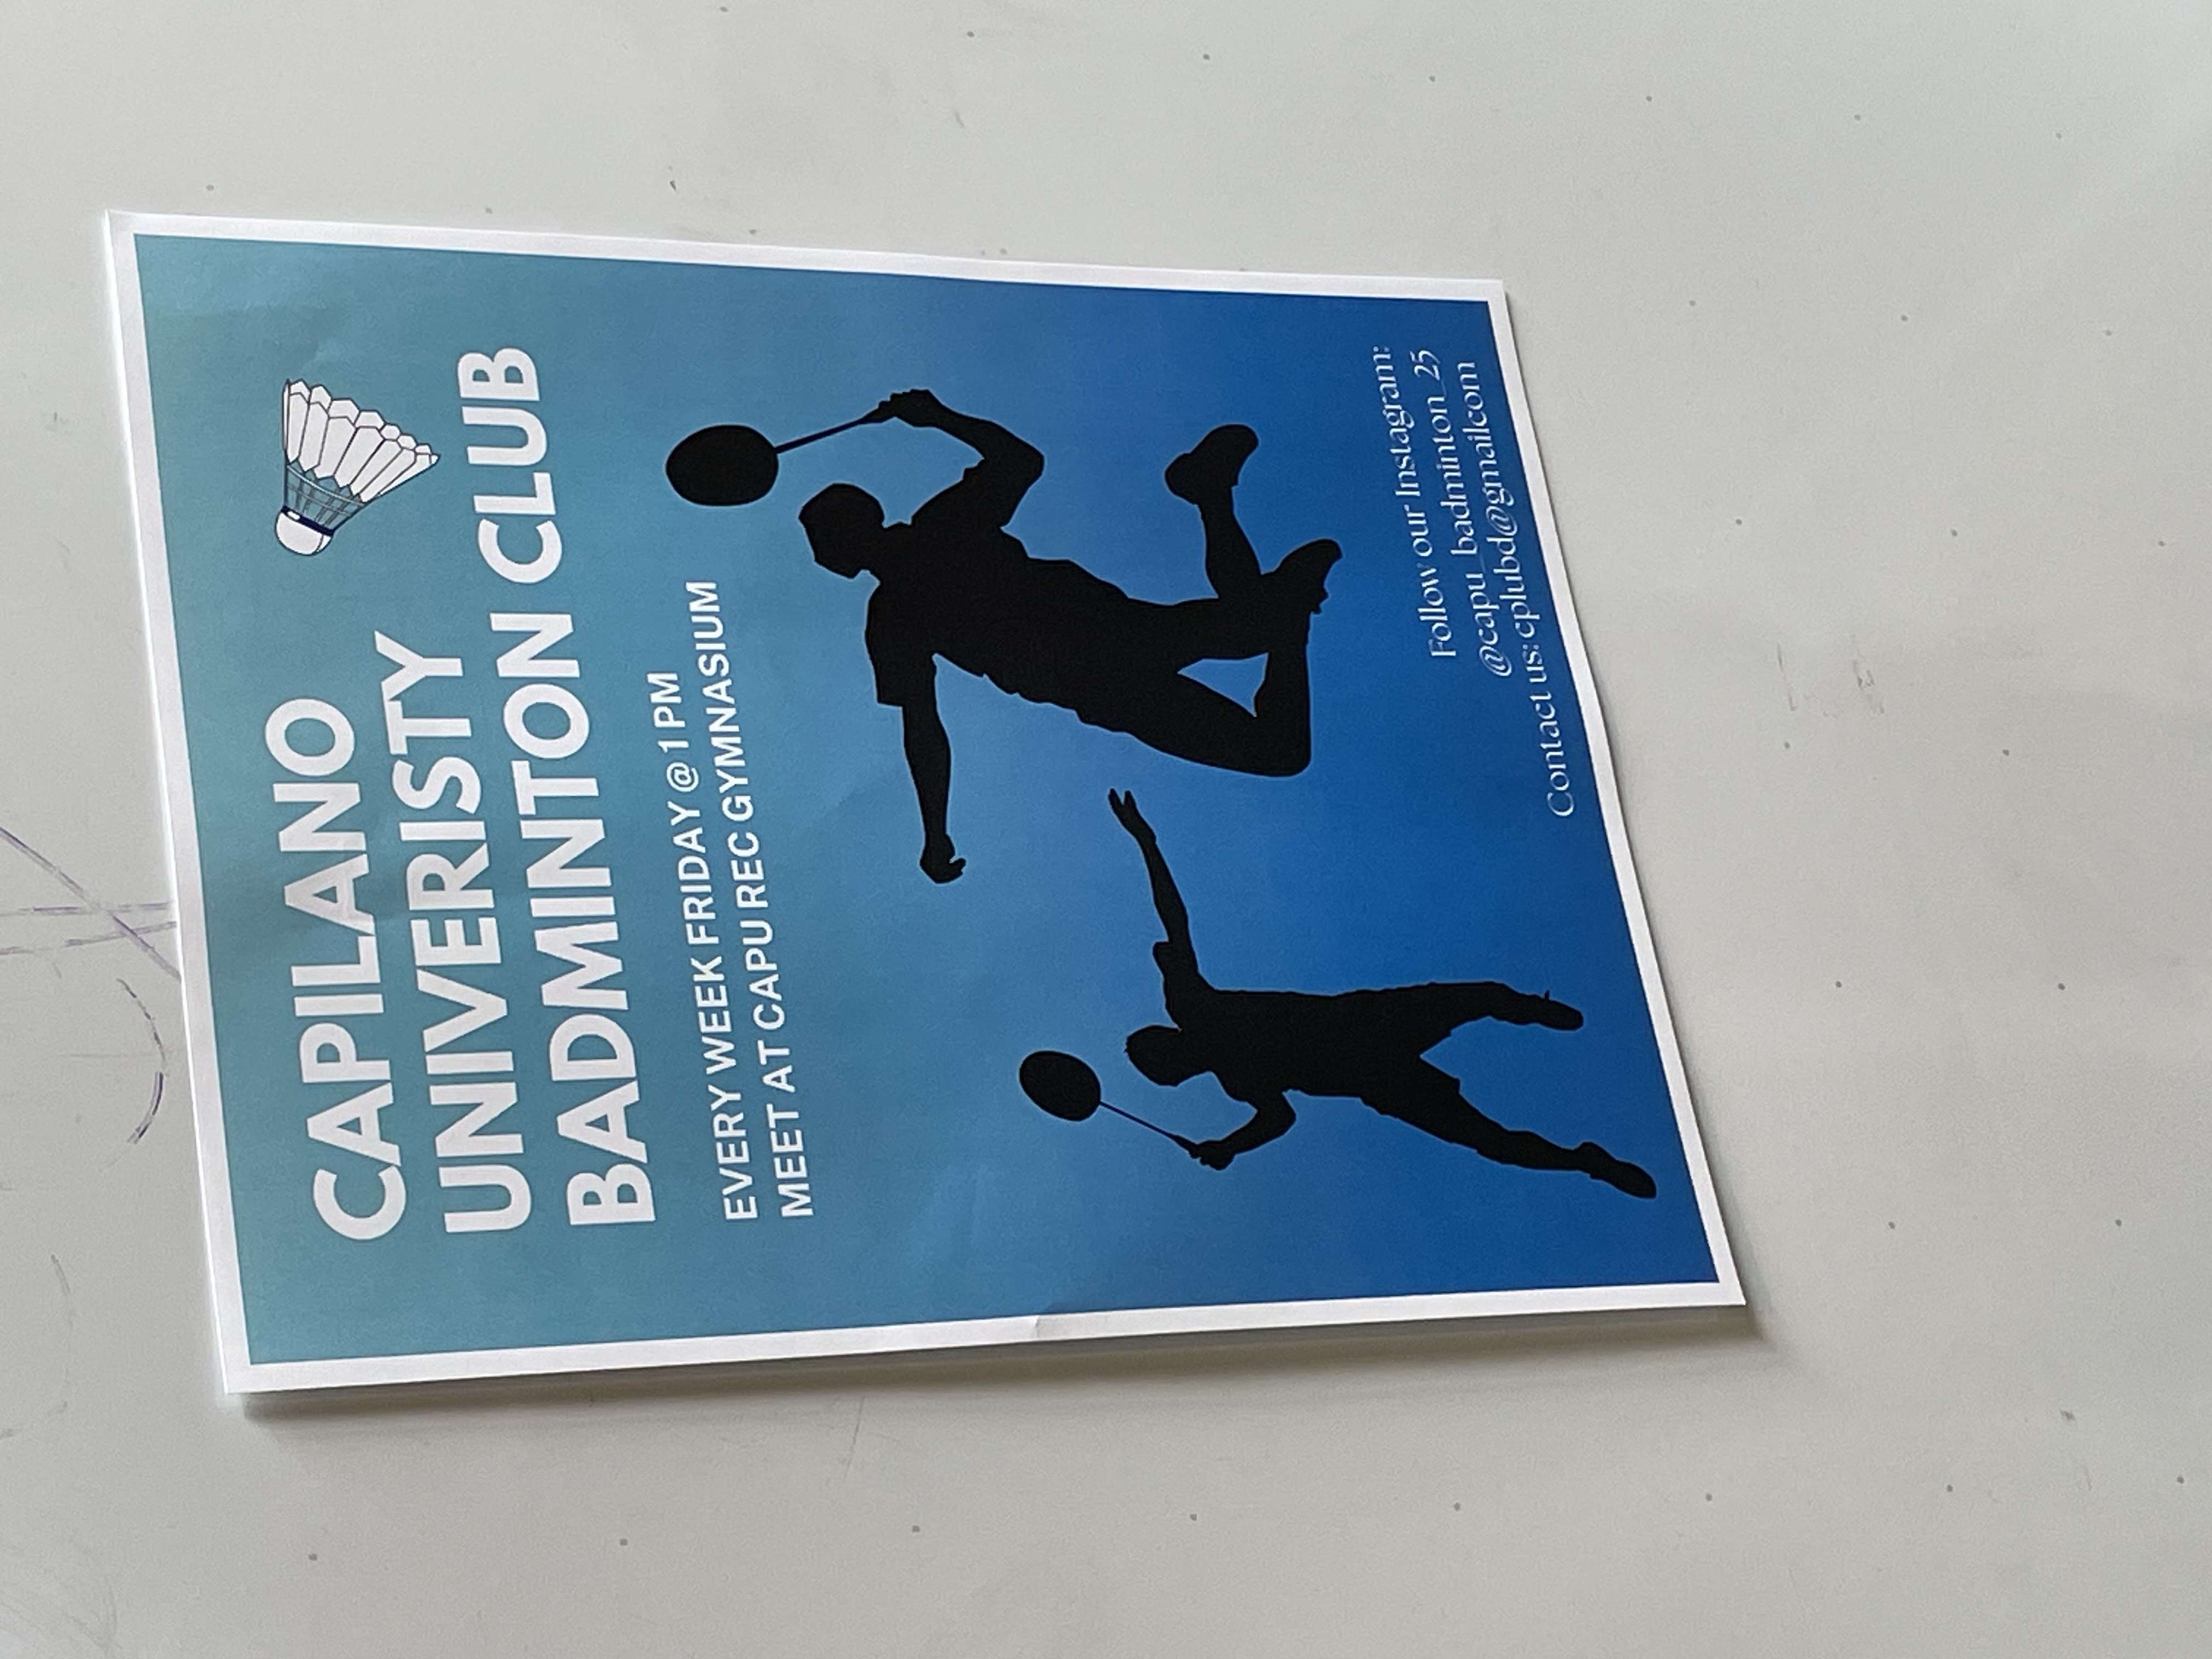 CAPILANO
UNIVERISTY
BADMINTON CLUB
EVERY WEEK FRIDAY @ 1 PM
MEET AT CAPU REC GYMNASIUM
Follow our Instagram:
@capu_badminton_25
Contact us: cplubd@gmailcom